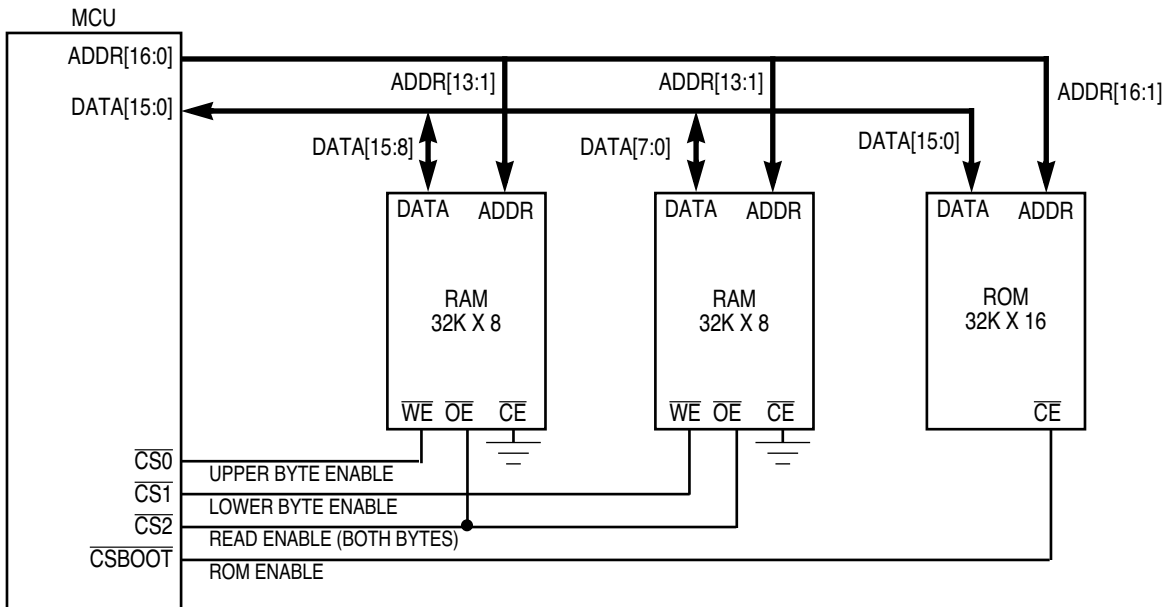 MCU
ADDR[16:0]
DATA[15:0]
ADDR[13:1]
ADDR[13:1]
ADDR[16:1]
DATA[15:8]
DATA[7:0]
DATA[15:0]
DATA ADDR
RAM
32K X 8
WE OE CE
DATA ADDR
RAM
32K X 8
WE OE CE
DATA ADDR
ROM
32K X 16
CE
CS0 UPPER BYTE ENABLE
CS1 LOWER BYTE ENABLE
CS2 READ ENABLE (BOTH BYTES)
CSBOOT ROM ENABLE